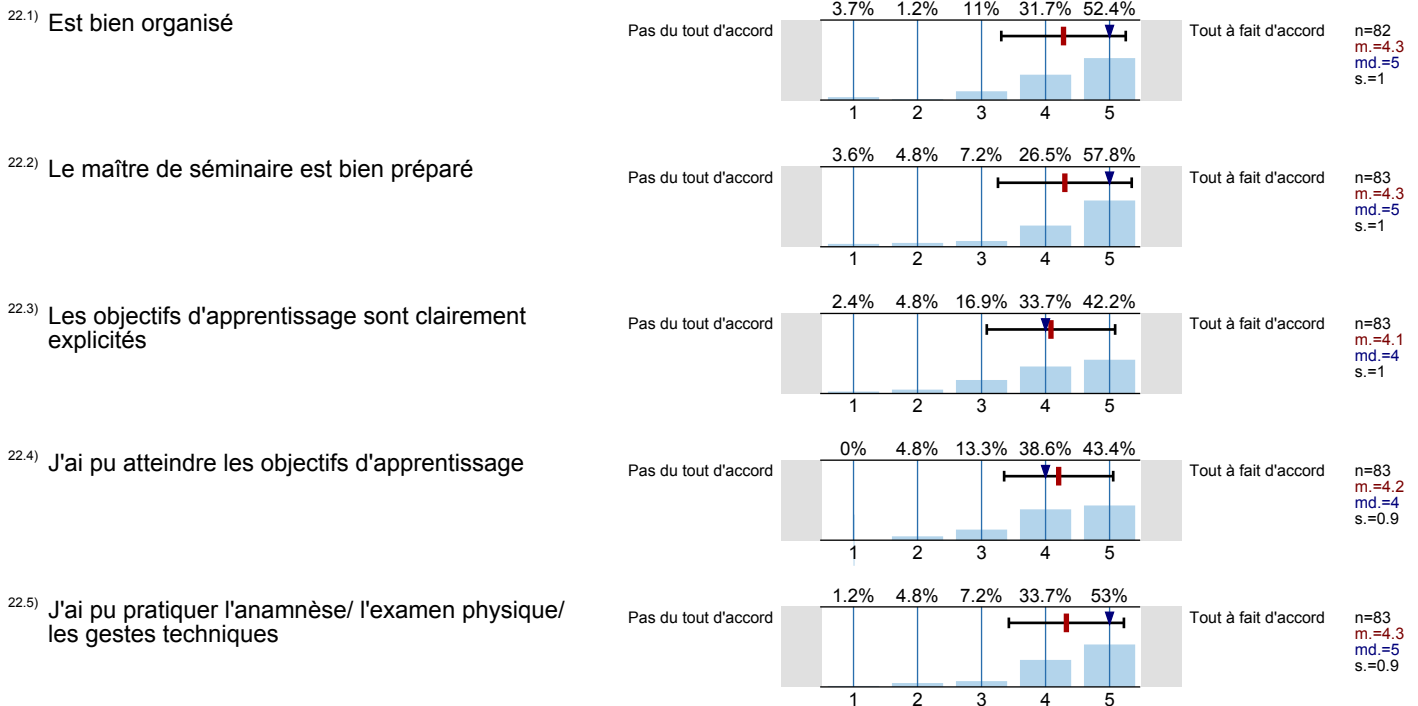 22.1) Est bien organisé
Pas du tout d'accord
3.7% 1.2% 11% 31.7% 52.4%
1 2 3 4 5
Tout à fait d'accord
n=82
m.=4.3
md.=5
s.=1
22.2) Le maître de séminaire est bien préparé
Pas du tout d'accord
3.6% 4.8% 7.2% 26.5% 57.8%
1 2 3 4 5
Tout à fait d'accord
n=83
m.=4.3
md.=5
s.=1
22.3) Les objectifs d'apprentissage sont clairement
explicités
Pas du tout d'accord
2.4% 4.8% 16.9% 33.7% 42.2%
1 2 3 4 5
Tout à fait d'accord
n=83
m.=4.1
md.=4
s.=1
22.4) J'ai pu atteindre les objectifs d'apprentissage
Pas du tout d'accord
0% 4.8% 13.3% 38.6% 43.4%
1 2 3 4 5
Tout à fait d'accord
n=83
m.=4.2
md.=4
s.=0.9
22.5) J'ai pu pratiquer l'anamnèse/ l'examen physique/
les gestes techniques
Pas du tout d'accord
1.2% 4.8% 7.2% 33.7% 53%
1 2 3 4 5
Tout à fait d'accord
n=83
m.=4.3
md.=5
s.=0.9